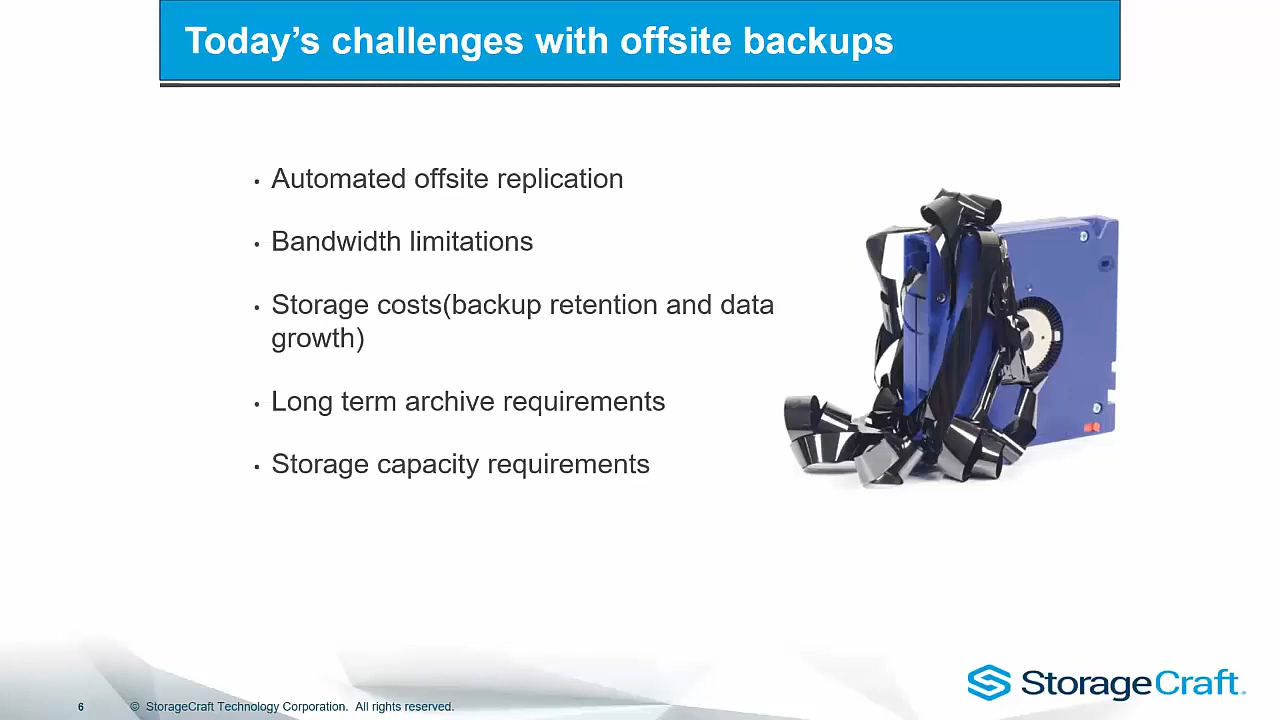 Today’s challenges with offsite backups
• Automated offsite replication
• Bandwidth limitations
• Storage costs(backup retention and data
growth)
• Long term archive requirements
• Storage capacity requirements
StorageCraft.
6 © StorageCraft Technology Corporation. All rights reserved.